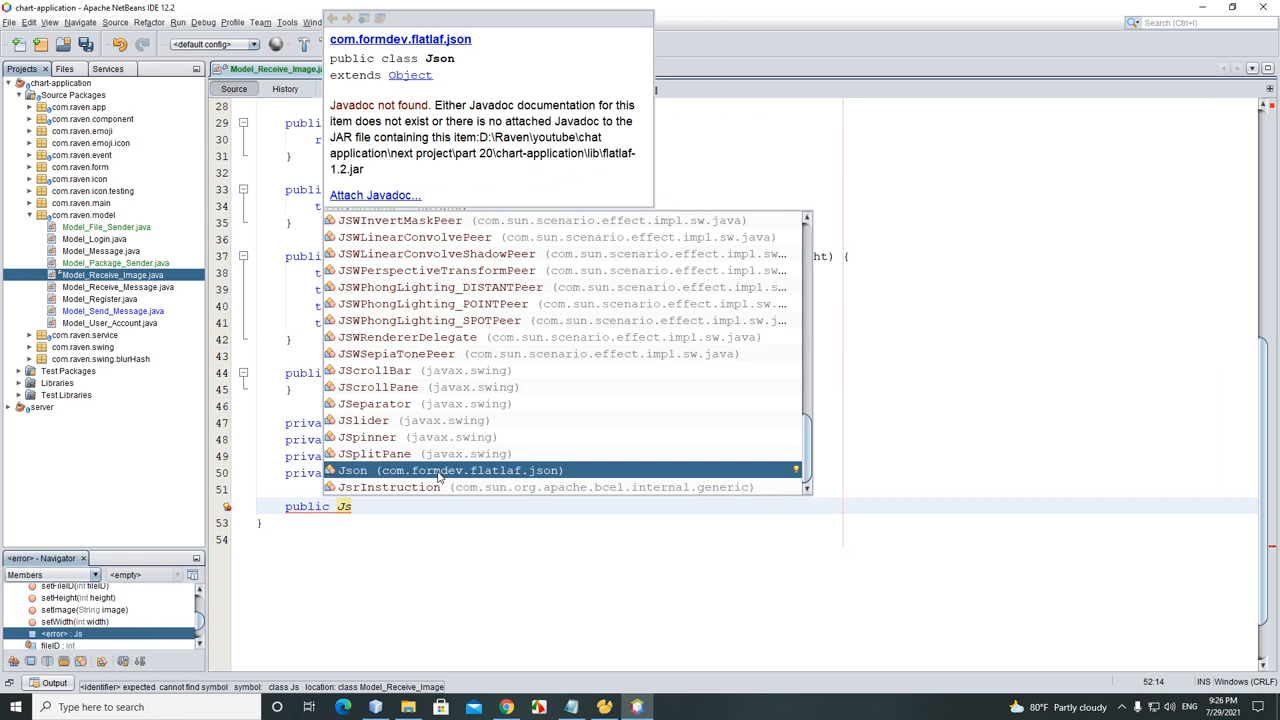 chart-application - Apache NetBeans IDE 12.2
File Edit View Navigate Source Refactor Run Debug Profile Team Tools Wind
Search (Ctrl+I)
<default config>
Projects Files Services
Model_Receive_Image.ja
Source History
chart-application
Source Packages
com.raven.app
com.raven.component
com.raven.emoji
com.raven.emoji.icon
com.raven.event
com.raven.form
com.raven.icon
com.raven.icon.testing
com.raven.main
com.raven.model
Model_File_Sender.java
Model_Login.java
Model_Message.java
Model_Package_Sender.java
Model_Receive_Image.java
Model_Receive_Message.java
Model_Register.java
Model_Send_Message.java
Model_User_Account.java
com.raven.service
com.raven.swing
com.raven.swing.blurHash
Test Packages
Libraries
Test Libraries
server
com.formdev.flatlaf.json
public class Json
extends Object
Javadoc not found. Either Javadoc documentation for this
item does not exist or there is no attached Javadoc to the
JAR file containing this item:D:\Raven\youtube\chat
application\next project\part 20\chart-application\lib\flatlaf-
1.2.jar
Attach Javadoc...
28
29 publi
30 r
31 }
33 publi
34 t
35 }
36
37 publi ht) {
38 t
39 t
40 t
41 t
42 }
43
44 publi
45 }
46
47 priva
48 priva
49 priva
50 priva
51
public Js
53 }
54
JSWInvertMaskPeer (com.sun.scenario.effect.impl.sw.java)
JSWLinearConvolvePeer (com.sun.scenario.effect.impl.sw.java)
JSWLinearConvolveShadowPeer (com.sun.scenario.effect.impl.sw...
JSWPerspectiveTransformPeer (com.sun.scenario.effect.impl.sw...
JSWPhongLighting_DISTANTPeer (com.sun.scenario.effect.impl.sw...
JSWPhongLighting_POINTPeer (com.sun.scenario.effect.impl.sw...
JSWPhongLighting_SPOTPeer (com.sun.scenario.effect.impl.sw.j...
JSWRendererDelegate (com.sun.scenario.effect.impl.sw.java)
JSWSepiaTonePeer (com.sun.scenario.effect.impl.sw.java)
JScrollBar (javax.swing)
JScrollPane (javax.swing)
JSeparator (javax.swing)
JSlider (javax.swing)
JSpinner (javax.swing)
JSplitPane (javax.swing)
Json (com.formdev.flatlaf.json)
JsrInstruction (com.sun.org.apache.bcel.internal.generic)
<error> - Navigator
Members <empty>
setFileID(int fileID)
setHeight(int height)
setImage(String image)
setWidth(int width)
<error> : Js
fileID : int
Output
<identifier> expected cannot find symbol symbol: class Js location: class Model_Receive_Image
52:14 INS Windows (CRLF)
Type here to search
80°F Partly cloudy
9:26 PM
7/29/2021